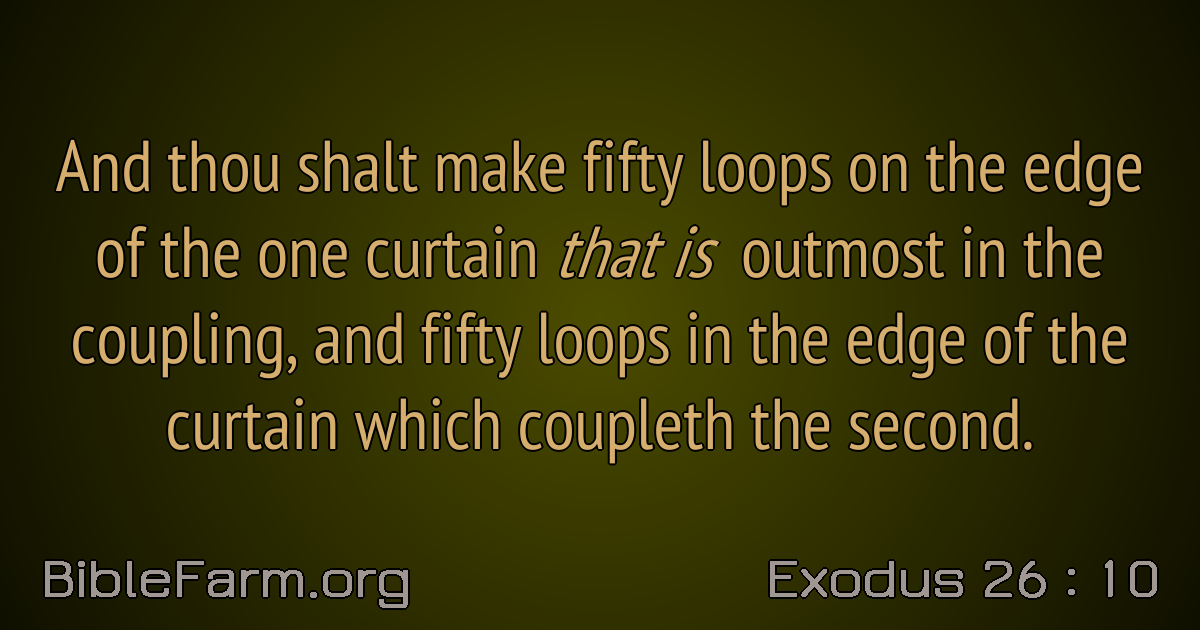 And thou shalt make fifty loops on the edge
of the one curtain that is outmost in the
coupling, and fifty loops in the edge of the
curtain which coupleth the second.
BibleFarm.org
Exodus 26 : 10